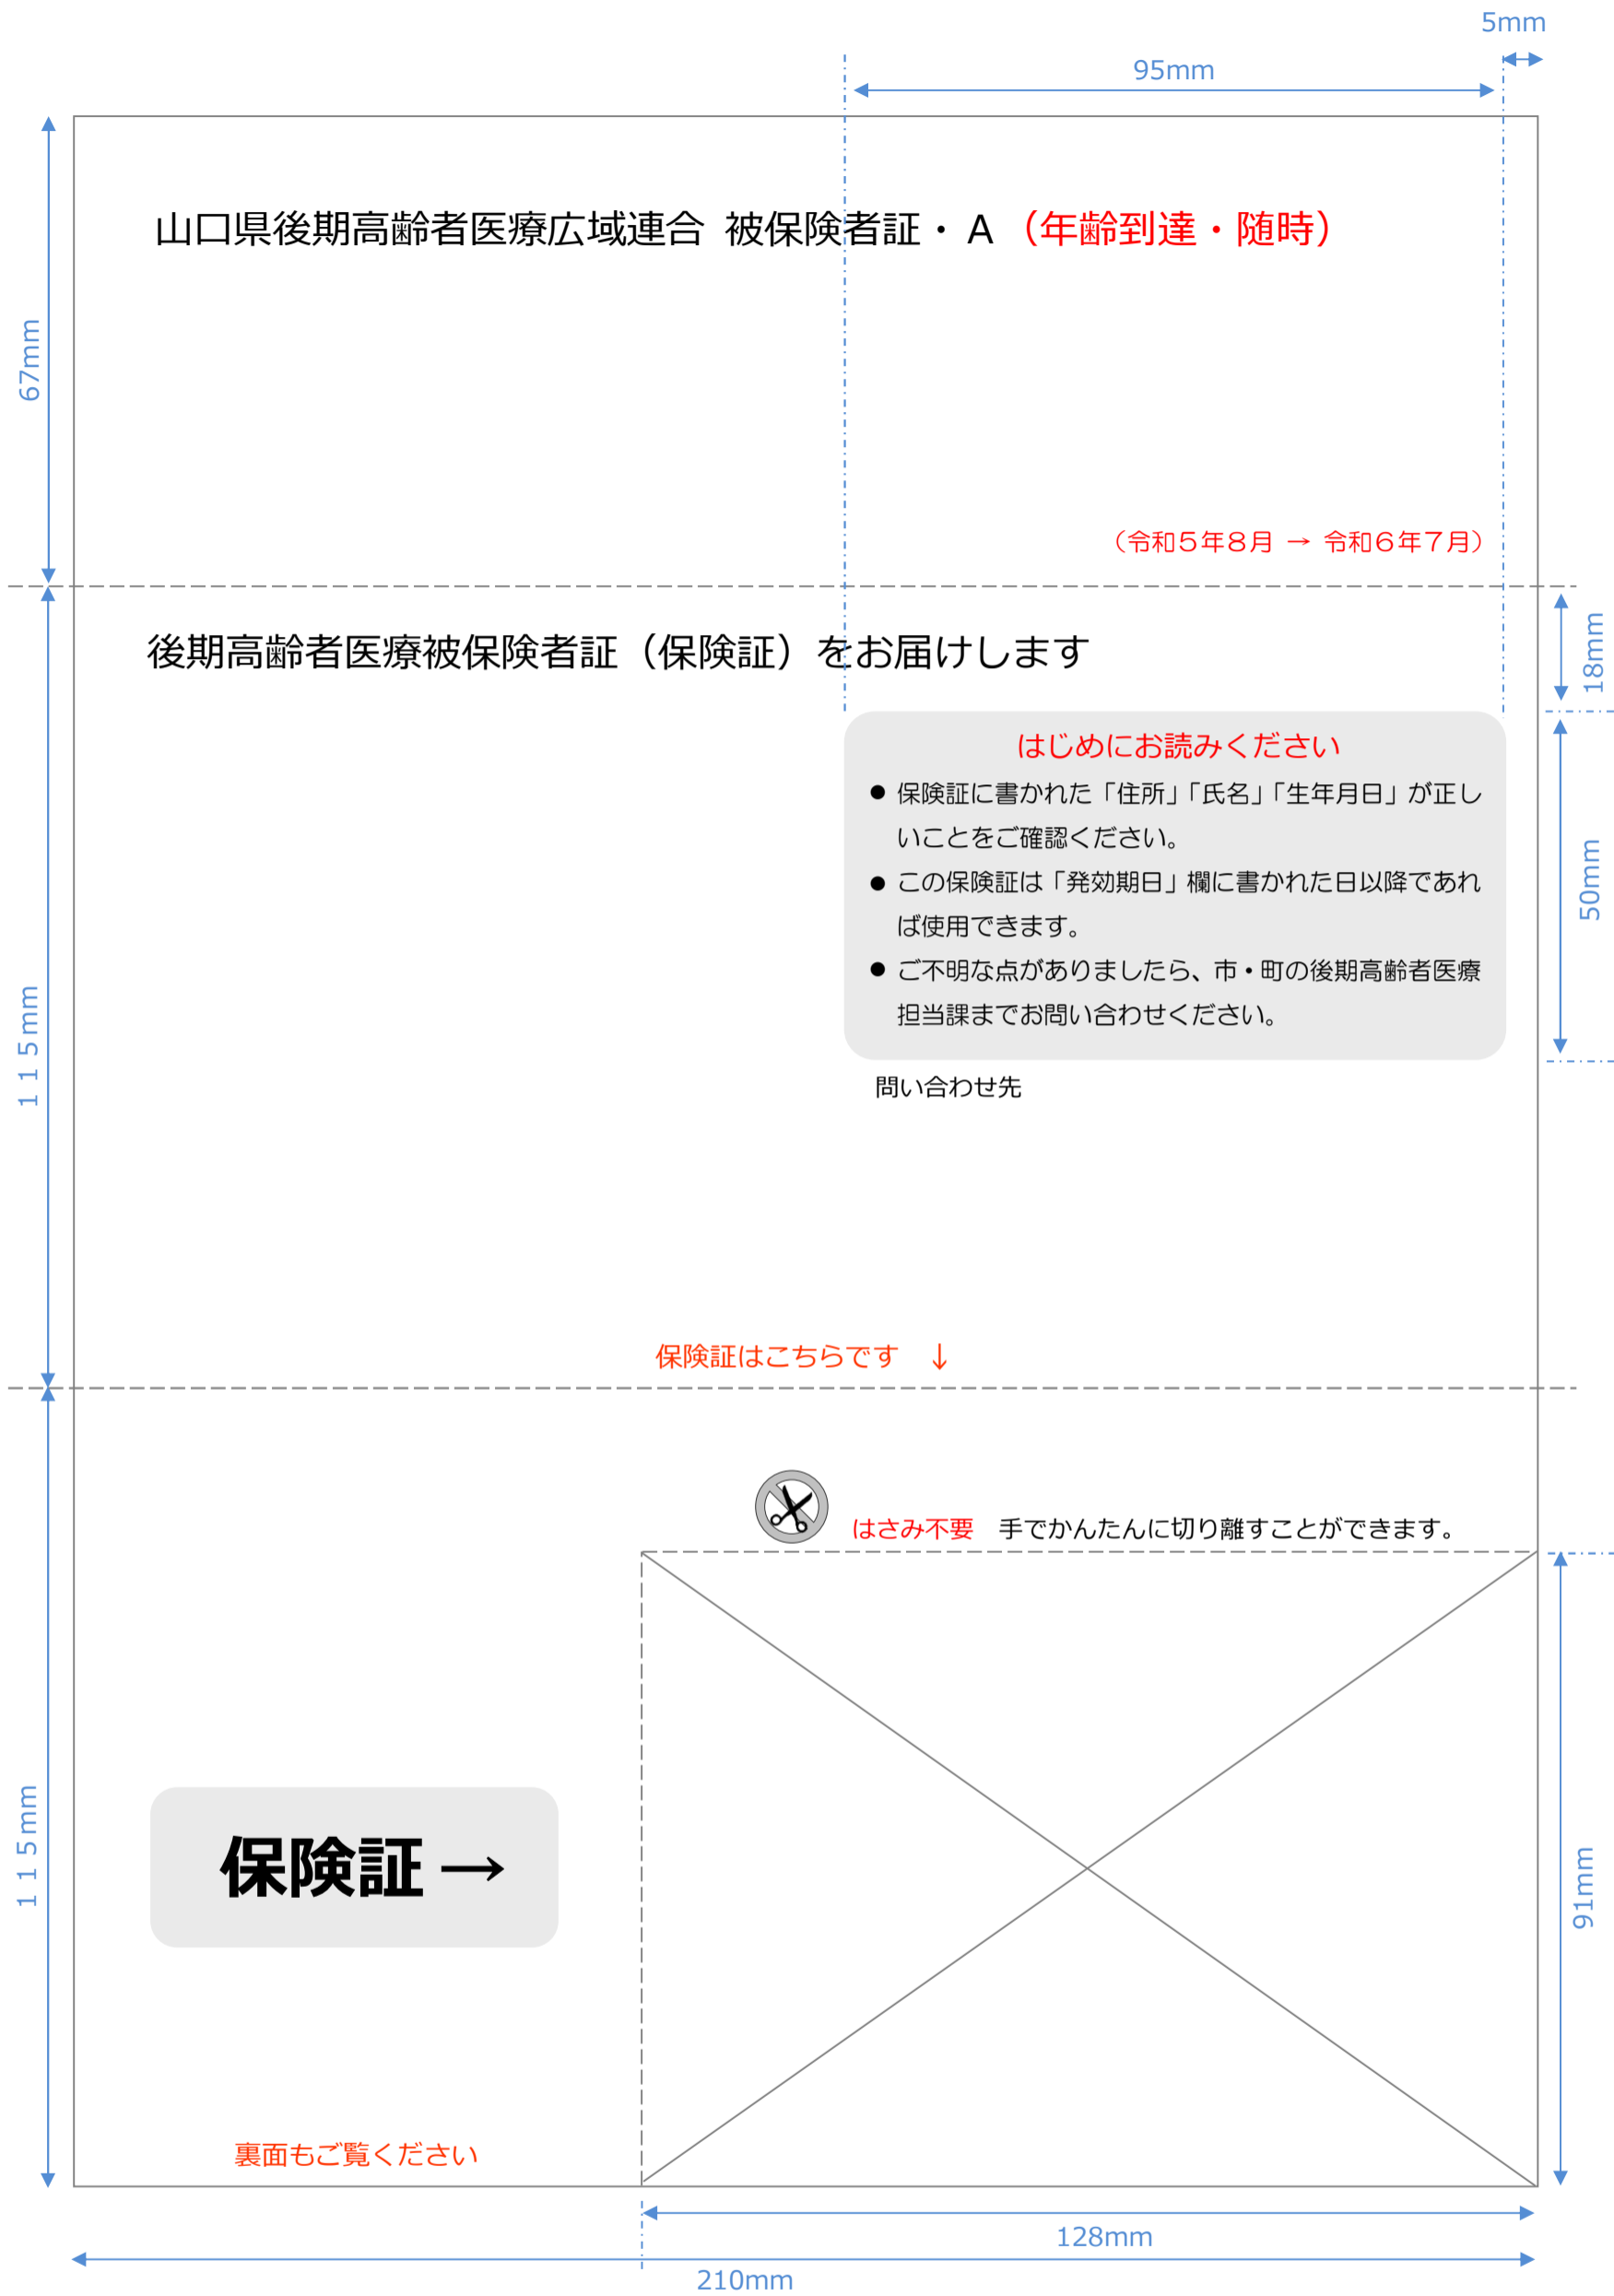 5mm
95mm
山口県後期高齢者医療広域連合 被保険者証・A（年齢到達・随時）
67mm
（令和5年8月 → 令和6年7月）
後期高齢者医療被保険者証（保険証）をお届けします
18mm
はじめにお読みください
● 保険証に書かれた「住所」「氏名」「生年月日」が正し
いことをご確認ください。
● この保険証は「発効期日」欄に書かれた日以降であれ
ば使用できます。
● ご不明な点がありましたら、市・町の後期高齢者医療
担当課までお問い合わせください。
50mm
115mm
問い合わせ先
保険証はこちらです ↓
はさみ不要 手でかんたんに切り離すことができます。
保険証→
115mm
91mm
裏面もご覧ください
128mm
210mm